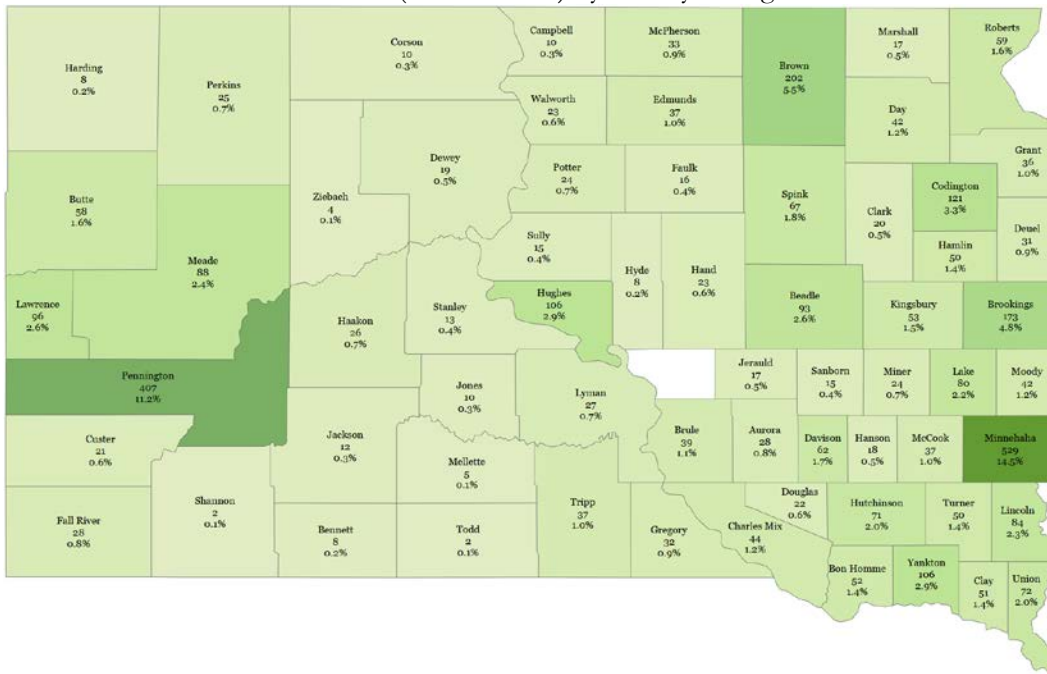 Harding
8
0.2%
Perkins
25
0.7%
Corson
10
0.3%
Campbell
10
0.3%
McPherson
33
0.9%
Brown
202
5.5%
Marshall
17
0.5%
Roberts
59
1.6%
Walworth
23
0.6%
Edmunds
37
1.0%
Day
42
1.2%
Grant
36
1.0%
Butte
58
1.6%
Ziebach
4
0.1%
Dewey
19
0.5%
Potter
24
0.7%
Faulk
16
0.4%
Spink
67
1.8%
Clark
20
0.5%
Codington
121
3.3%
Hamlin
50
1.4%
Deuel
31
0.9%
Meade
88
2.4%
Sully
15
0.4%
Hyde
8
0.2%
Hand
23
0.6%
Lawrence
96
2.6%
Haakon
26
0.7%
Stanley
13
0.4%
Hughes
106
2.9%
Beadle
93
2.6%
Kingsbury
53
1.5%
Brookings
173
4.8%
Pennington
407
11.2%
Jones
10
0.3%
Lyman
27
0.7%
Jerauld
17
0.5%
Sanborn
15
0.4%
Miner
24
0.7%
Lake
80
2.2%
Moody
42
1.2%
Custer
21
0.6%
Jackson
12
0.3%
Mellette
5
0.1%
Brule
39
1.1%
Aurora
28
0.8%
Davison
62
1.7%
Hanson
18
0.5%
McCook
37
1.0%
Minnehaha
529
14.5%
Fall River
28
0.8%
Shannon
2
0.1%
Bennett
8
0.2%
Todd
2
0.1%
Tripp
37
1.0%
Gregory
32
0.9%
Charles Mix
44
1.2%
Douglas
22
0.6%
Hutchinson
71
2.0%
Turner
50
1.4%
Lincoln
84
2.3%
Bon Homme
52
1.4%
Yankton
106
2.9%
Clay
51
1.4%
Union
72
2.0%